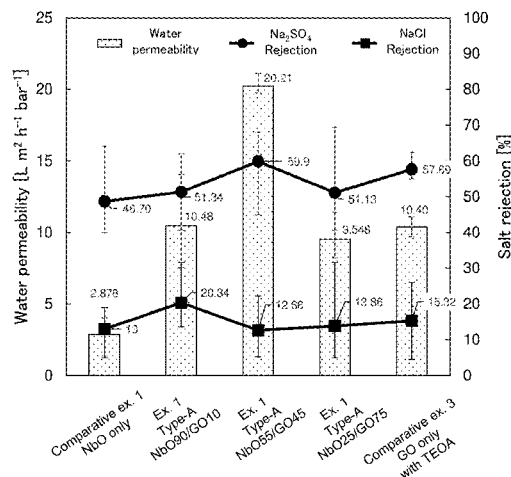 Water permeability
Na₂SO₄ Rejection
NaCl Rejection
Water permeability [L m² h⁻¹ bar⁻¹]
Salt rejection [%]
25
20
15
10
5
0
100
90
80
70
60
50
40
30
20
10
0
20.21
59.9
57.69
51.34
51.13
48.70
10.48
10.40
9.548
2.878
20.34
13
12.66
13.86
15.32
Comparative ex. 1
NbO only
Ex. 1
Type-A
NbO90/GO10
Ex. 1
Type-A
NbO55/GO45
Ex. 1
Type-A
NbO25/GO75
Comparative ex. 3
GO only
with TEOA